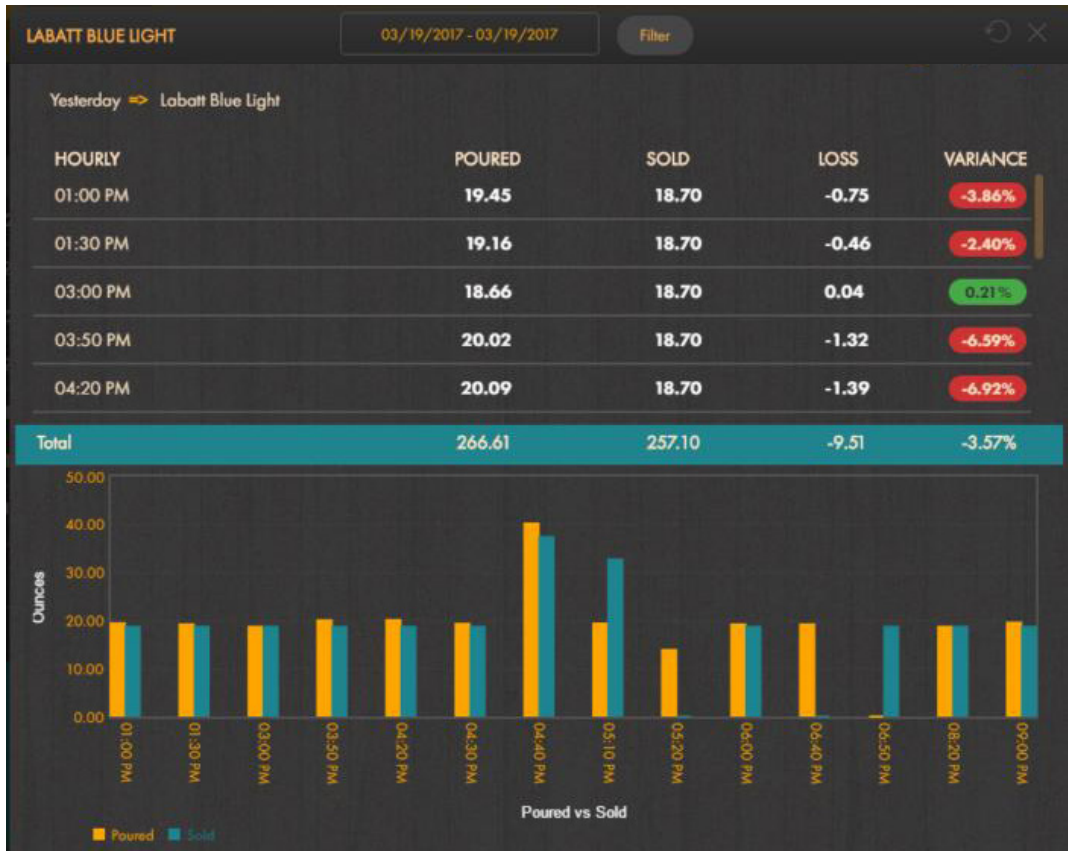 LABATT BLUE LIGHT 03/19/2017 - 03/19/2017 Filter
Yesterday => Labatt Blue Light
HOURLY POURED SOLD LOSS VARIANCE
01:00 PM 19.45 18.70 -0.75 -3.86%
01:30 PM 19.16 18.70 -0.46 -2.40%
03:00 PM 18.66 18.70 0.04 0.21%
03:50 PM 20.02 18.70 -1.32 -6.59%
04:20 PM 20.09 18.70 -1.39 -6.92%
Total 266.61 257.10 -9.51 -3.57%
50.00
40.00
30.00
20.00
10.00
0.00
Ounces
01:00 PM 01:30 PM 03:00 PM 03:50 PM 04:20 PM 04:30 PM 04:40 PM 05:10 PM 05:20 PM 06:00 PM 06:40 PM 06:50 PM 08:20 PM 09:00 PM
Poured vs Sold
Poured Sold